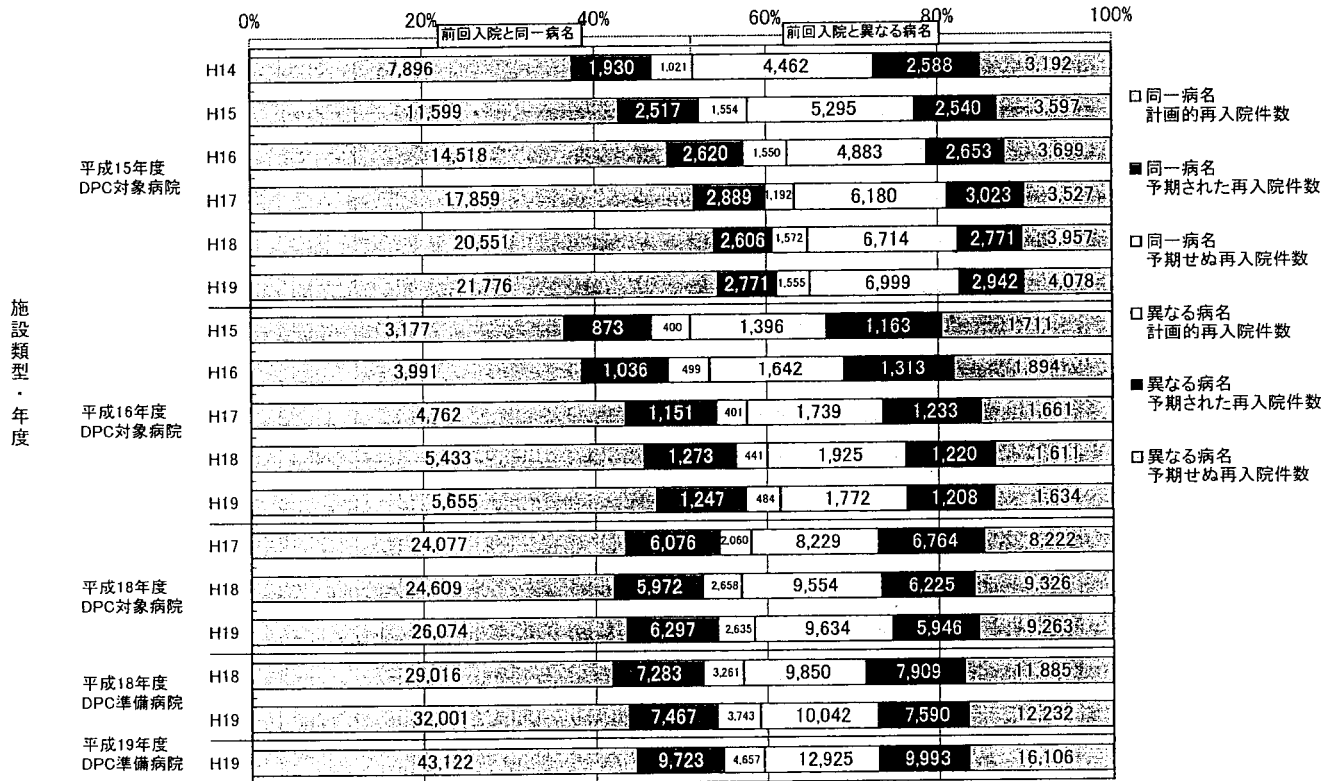 0% 20% 40% 60% 80% 100%
前回入院と同一病名 前回入院と異なる病名
施設類型・年度
平成15年度
DPC対象病院
H14 7,896 1,930 1,021 4,462 2,588 3,192
H15 11,599 2,517 1,554 5,295 2,540 3,597
H16 14,518 2,620 1,550 4,883 2,653 3,699
H17 17,859 2,889 1,192 6,180 3,023 3,527
H18 20,551 2,606 1,572 6,714 2,771 3,957
H19 21,776 2,771 1,555 6,999 2,942 4,078
平成16年度
DPC対象病院
H15 3,177 873 400 1,396 1,163 1,711
H16 3,991 1,036 499 1,642 1,313 1,894
H17 4,762 1,151 401 1,739 1,233 1,661
H18 5,433 1,273 441 1,925 1,220 1,611
H19 5,655 1,247 484 1,772 1,208 1,634
平成18年度
DPC対象病院
H17 24,077 6,076 2,060 8,229 6,764 8,222
H18 24,609 5,972 2,658 9,554 6,225 9,326
H19 26,074 6,297 2,635 9,634 5,946 9,263
平成18年度
DPC準備病院
H18 29,016 7,283 3,261 9,850 7,909 11,885
H19 32,001 7,467 3,743 10,042 7,590 12,232
平成19年度
DPC準備病院
H19 43,122 9,723 4,657 12,925 9,993 16,106
同一病名
計画的再入院件数
同一病名
予期された再入院件数
同一病名
予期せぬ再入院件数
異なる病名
計画的再入院件数
異なる病名
予期された再入院件数
異なる病名
予期せぬ再入院件数